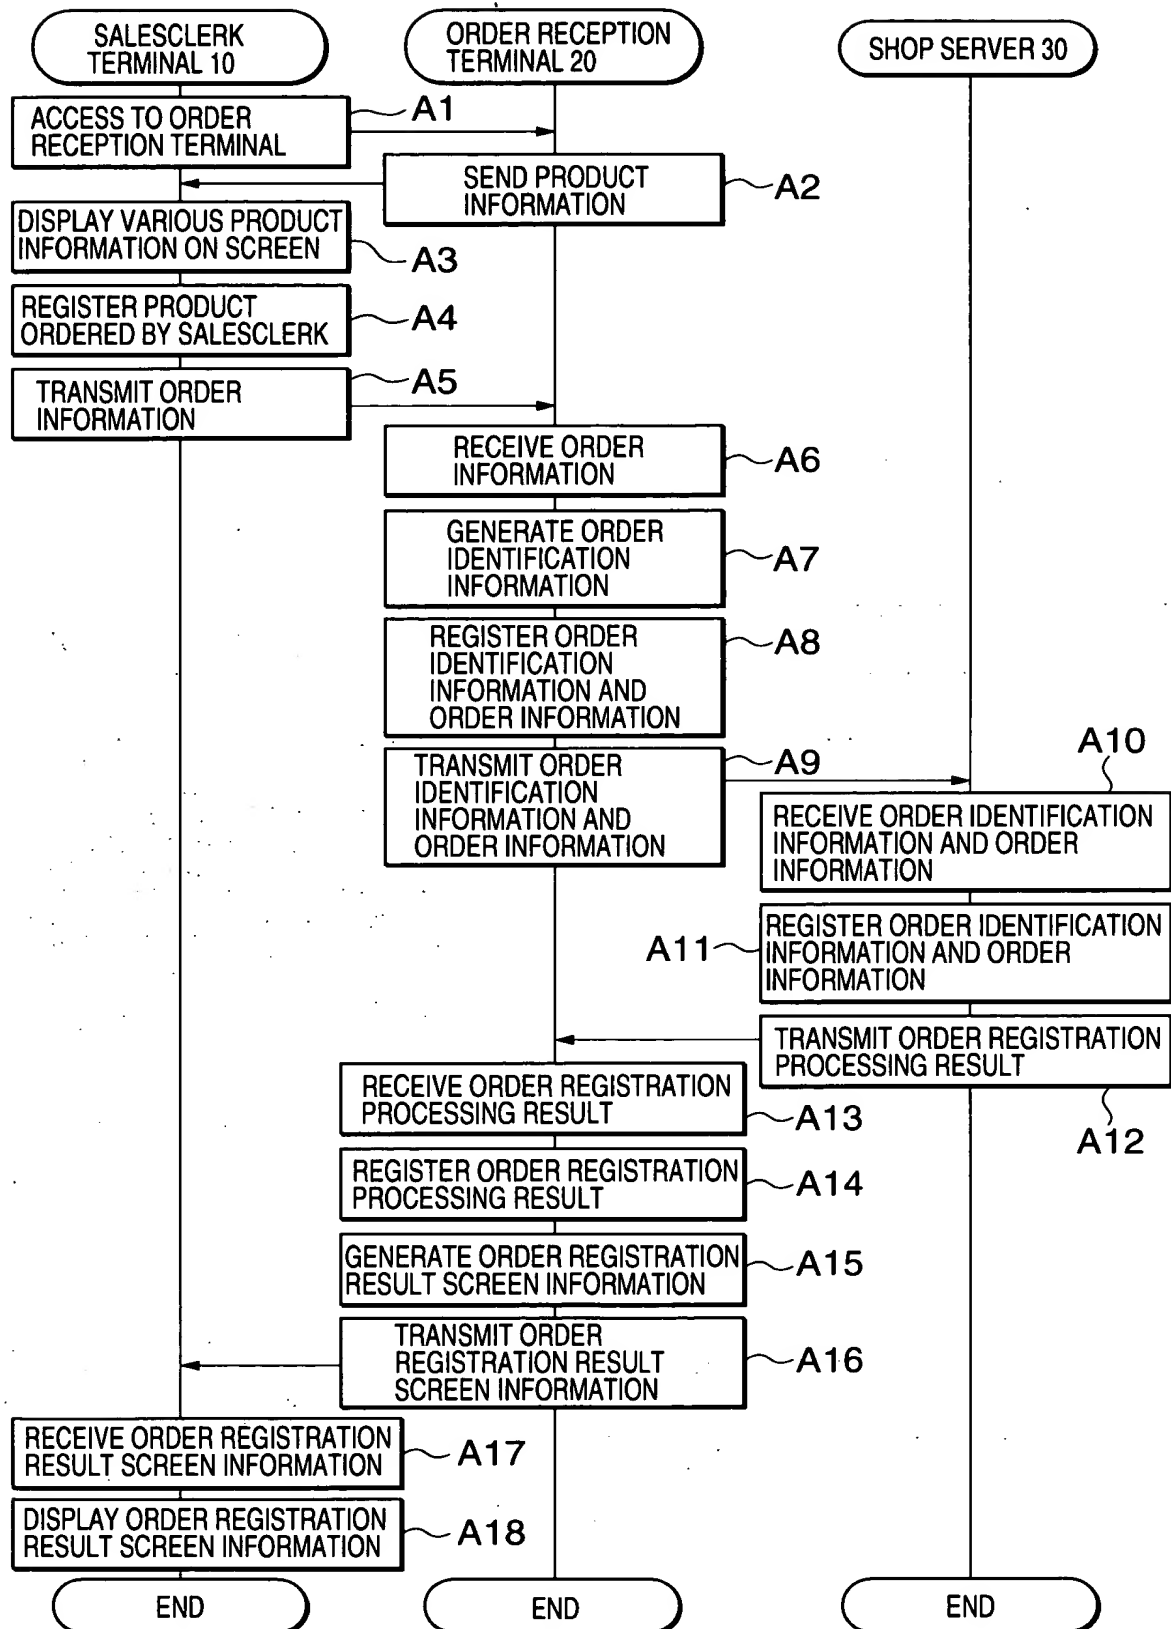 SALESCLERK
TERMINAL 10
ORDER RECEPTION
TERMINAL 20
SHOP SERVER 30
ACCESS TO ORDER
RECEPTION TERMINAL
A1
SEND PRODUCT
INFORMATION
A2
DISPLAY VARIOUS PRODUCT
INFORMATION ON SCREEN
A3
REGISTER PRODUCT
ORDERED BY SALESCLERK
A4
TRANSMIT ORDER
INFORMATION
A5
RECEIVE ORDER
INFORMATION
A6
GENERATE ORDER
IDENTIFICATION
INFORMATION
A7
REGISTER ORDER
IDENTIFICATION
INFORMATION AND
ORDER INFORMATION
A8
TRANSMIT ORDER
IDENTIFICATION
INFORMATION AND
ORDER INFORMATION
A9
A10
RECEIVE ORDER IDENTIFICATION
INFORMATION AND ORDER
INFORMATION
A11
REGISTER ORDER IDENTIFICATION
INFORMATION AND ORDER
INFORMATION
TRANSMIT ORDER REGISTRATION
PROCESSING RESULT
A12
RECEIVE ORDER REGISTRATION
PROCESSING RESULT
A13
REGISTER ORDER REGISTRATION
PROCESSING RESULT
A14
GENERATE ORDER REGISTRATION
RESULT SCREEN INFORMATION
A15
TRANSMIT ORDER
REGISTRATION RESULT
SCREEN INFORMATION
A16
RECEIVE ORDER REGISTRATION
RESULT SCREEN INFORMATION
A17
DISPLAY ORDER REGISTRATION
RESULT SCREEN INFORMATION
A18
END
END
END